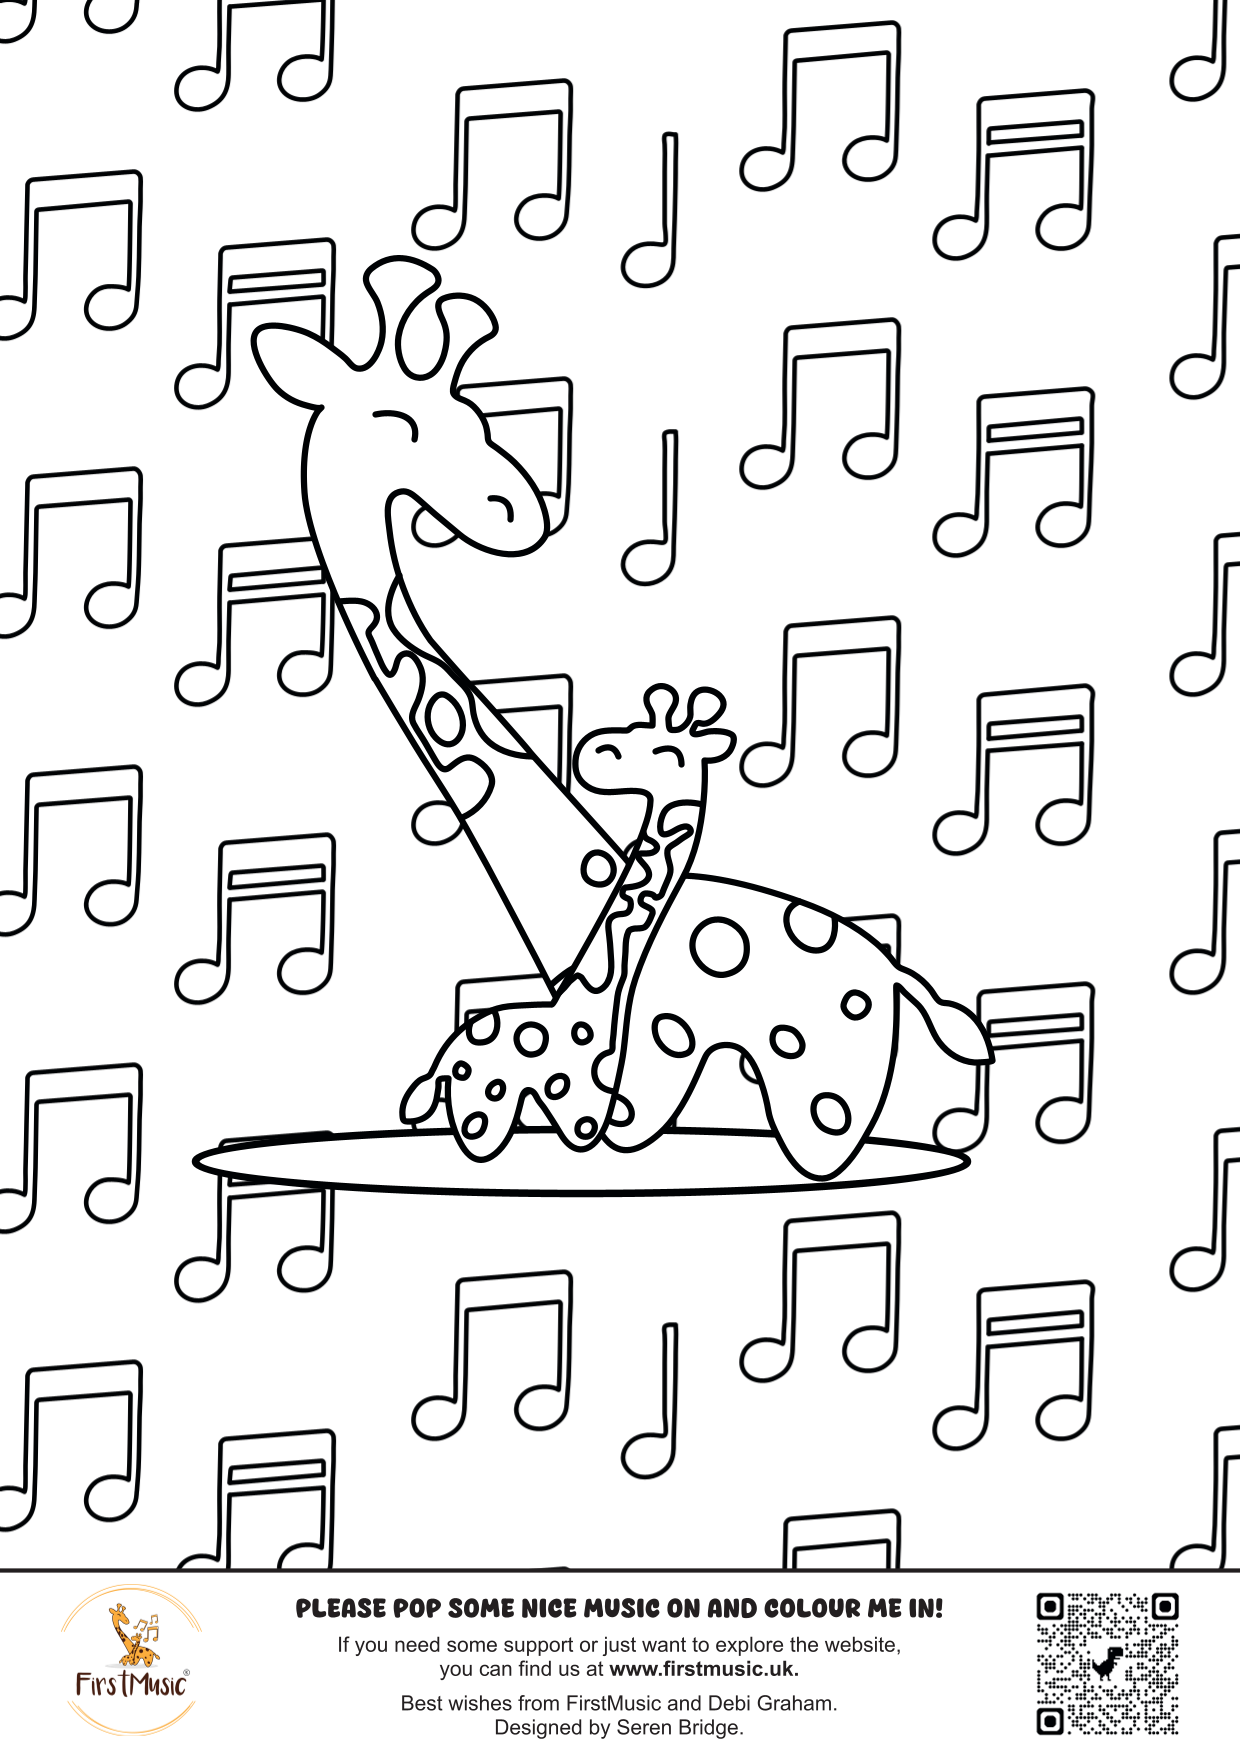 PLEASE POP SOME NICE MUSIC ON AND COLOUR ME IN!
If you need some support or just want to explore the website,
you can find us at www.firstmusic.uk.
Best wishes from FirstMusic and Debi Graham.
Designed by Seren Bridge.
FirstMusic®